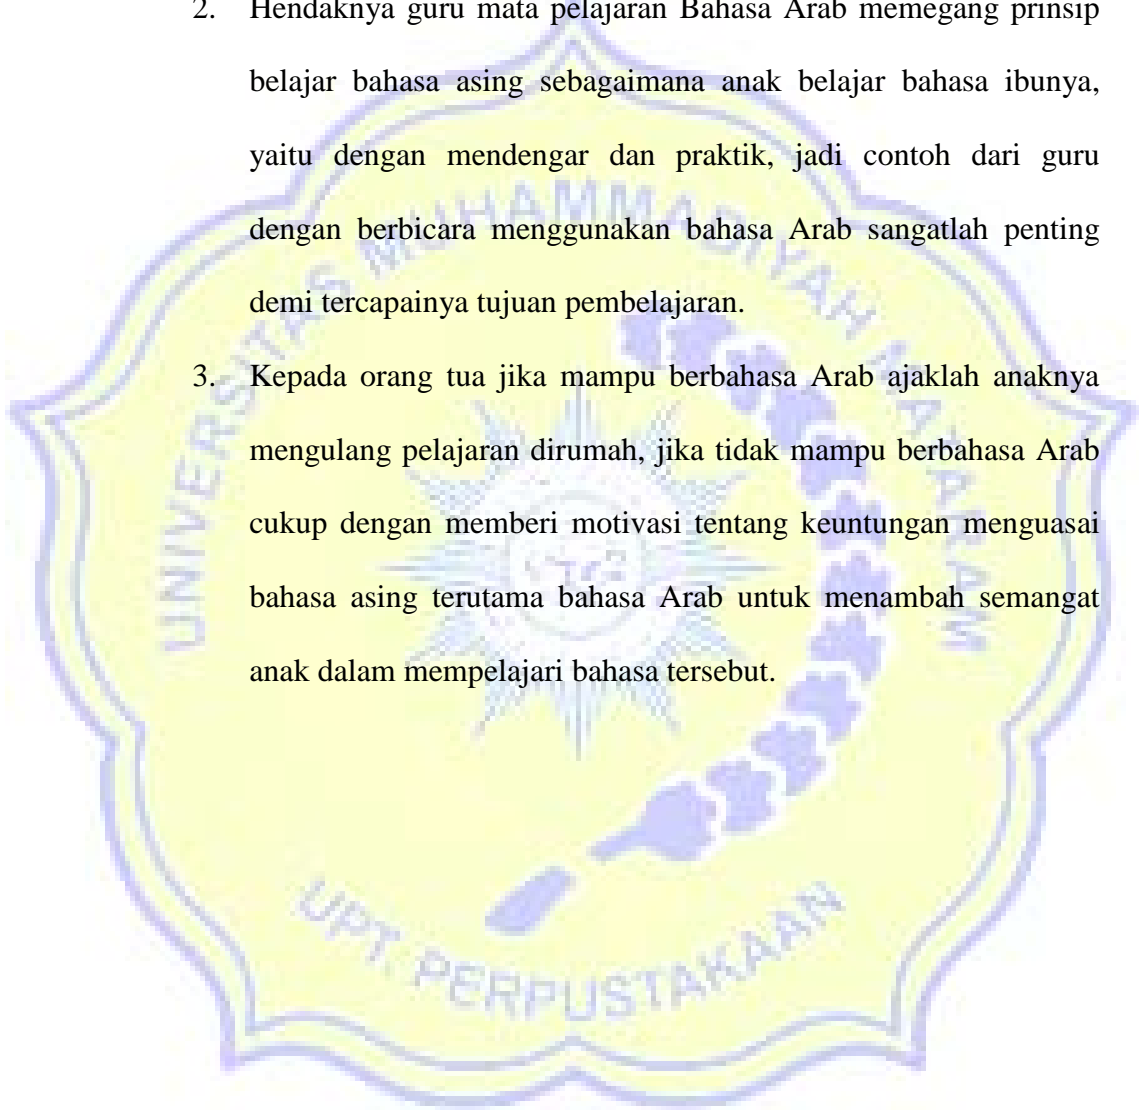 2. Hendaknya guru mata pelajaran Bahasa Arab memegang prinsip
belajar bahasa asing sebagaimana anak belajar bahasa ibunya,
yaitu dengan mendengar dan praktik, jadi contoh dari guru
dengan berbicara menggunakan bahasa Arab sangatlah penting
demi tercapainya tujuan pembelajaran.
3. Kepada orang tua jika mampu berbahasa Arab ajaklah anaknya
mengulang pelajaran dirumah, jika tidak mampu berbahasa Arab
cukup dengan memberi motivasi tentang keuntungan menguasai
bahasa asing terutama bahasa Arab untuk menambah semangat
anak dalam mempelajari bahasa tersebut.
UNIVERSITAS MUHAMMADIYAH MATARAM
UPT. PERPUSTAKAAN